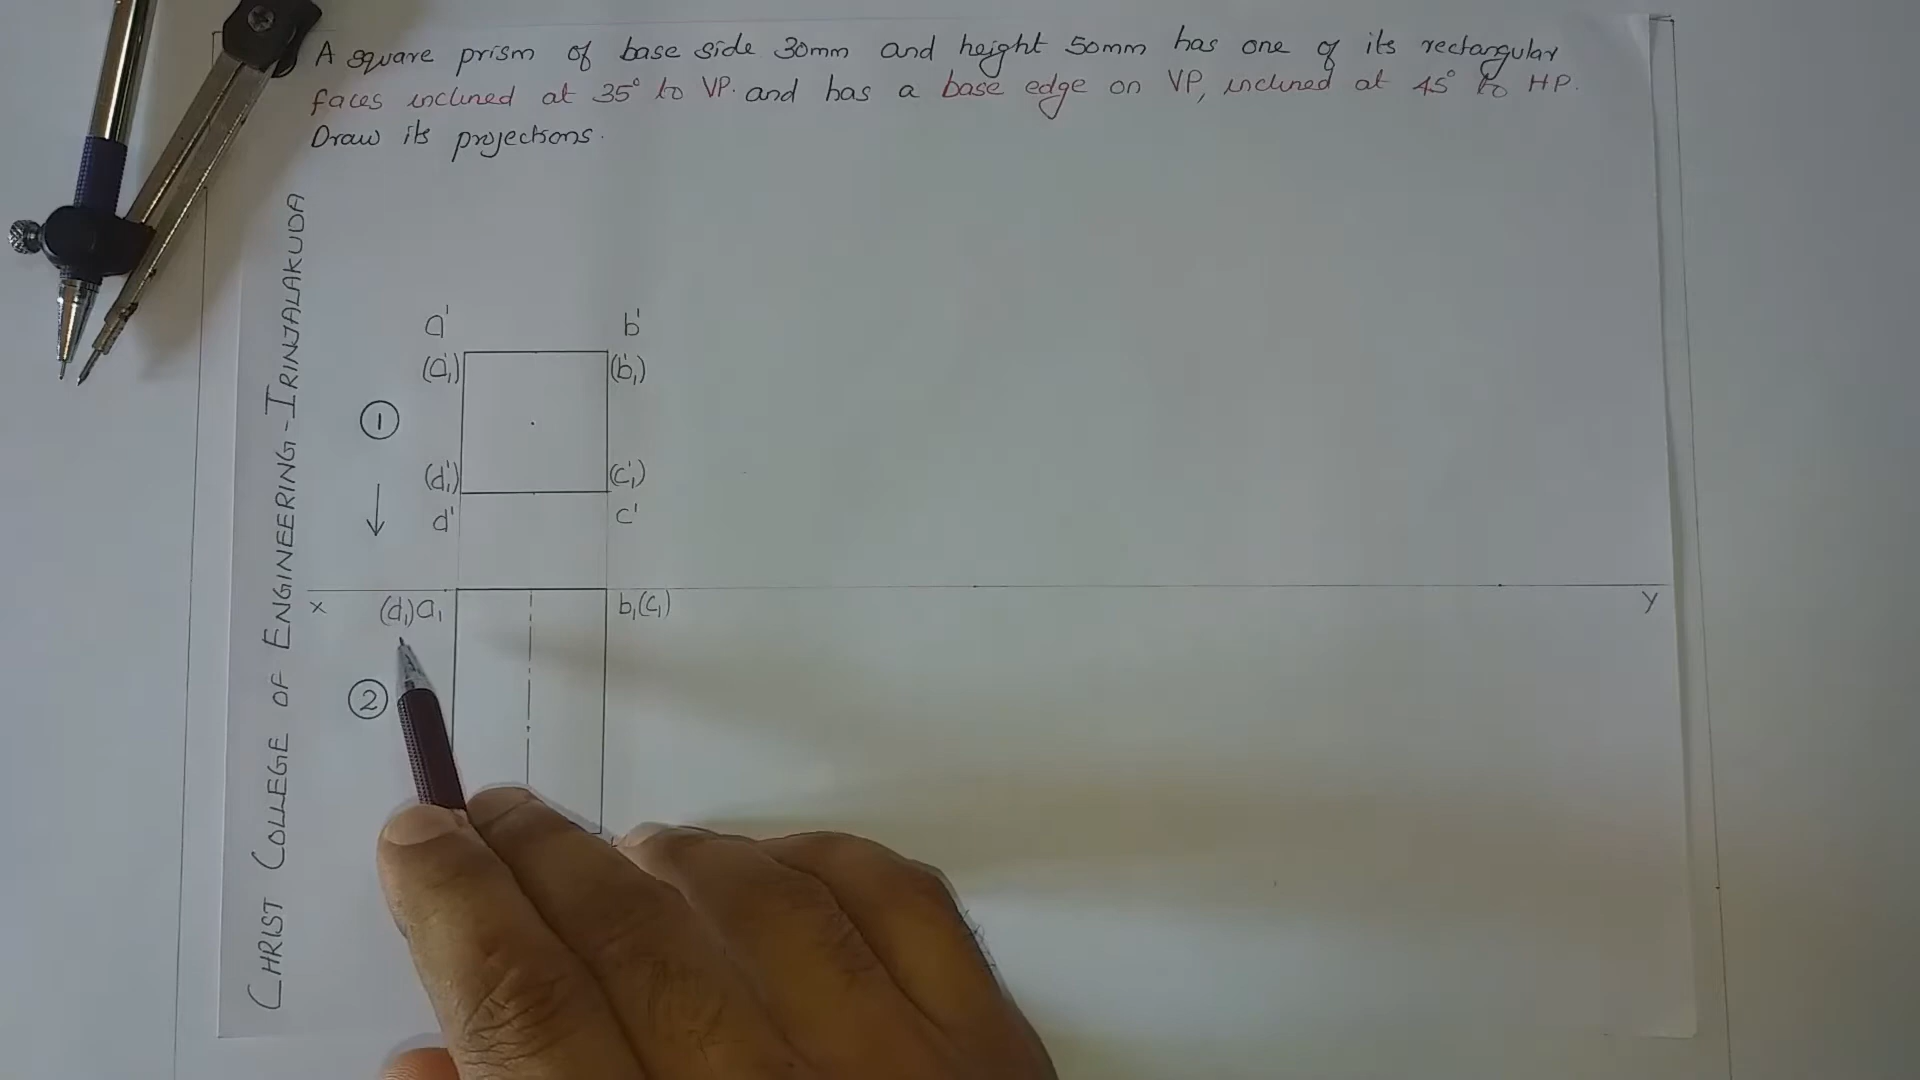 A square prism of base side 30mm and height 50mm has one of its rectangular
faces inclined at 35° to VP. and has a base edge on VP, inclined at 45° to HP.
Draw its projections.
CHRIST COLLEGE OF ENGINEERING - IRINJALAKUDA
a' b'
(a₁') (b₁')
1
(d₁') (c₁')
d' c'
x (d₁)a₁ b₁(c₁) y
2